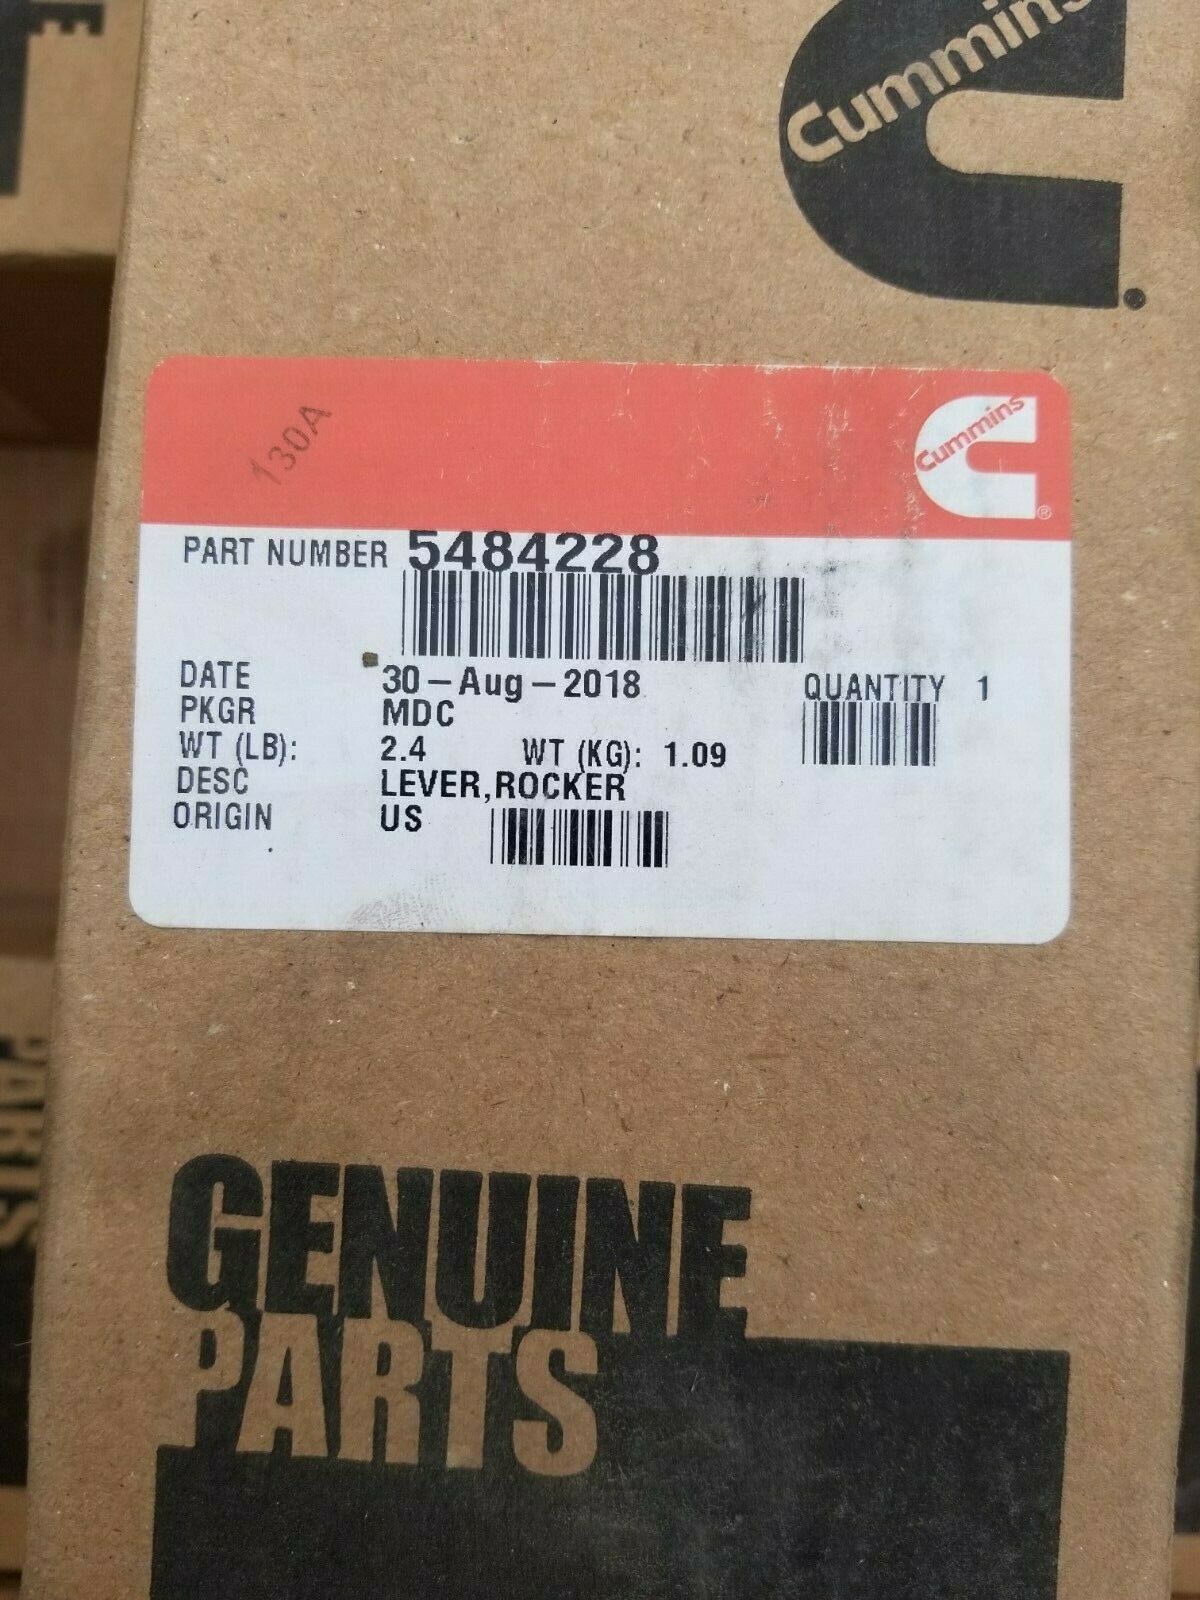 Cummins
130A
Cummins
®
PART NUMBER 5484228
DATE 30-Aug-2018
QUANTITY 1
PKGR MDC
WT (LB): 2.4 WT (KG): 1.09
DESC LEVER,ROCKER
ORIGIN US
GENUINE
PARTS
PARTS